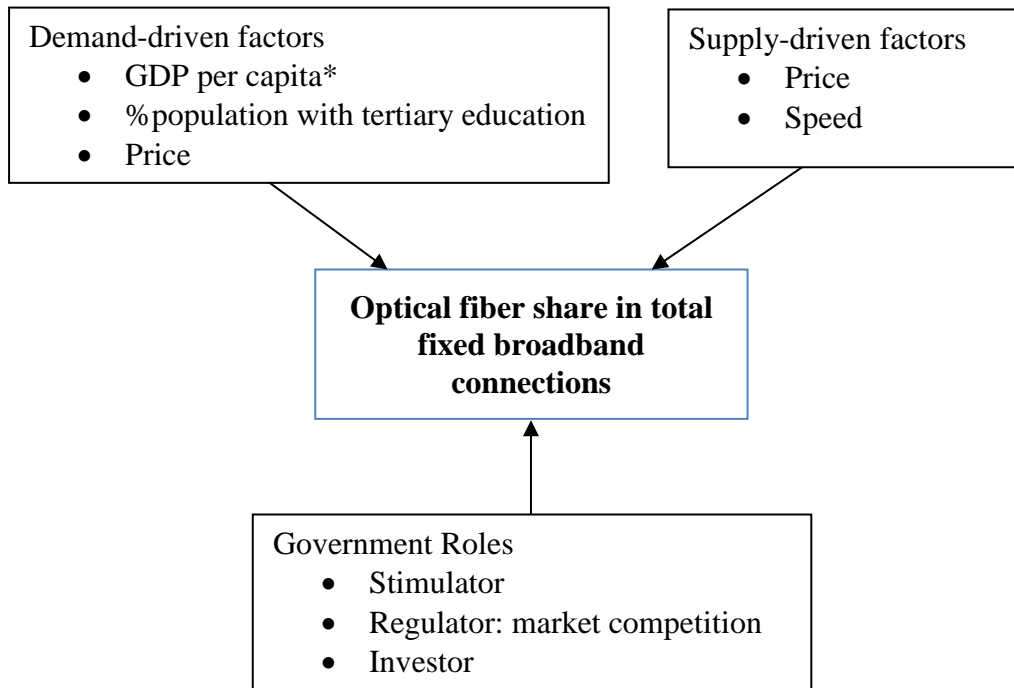 Demand-driven factors
• GDP per capita*
• %population with tertiary education
• Price
Supply-driven factors
• Price
• Speed
Optical fiber share in total
fixed broadband
connections
Government Roles
• Stimulator
• Regulator: market competition
• Investor